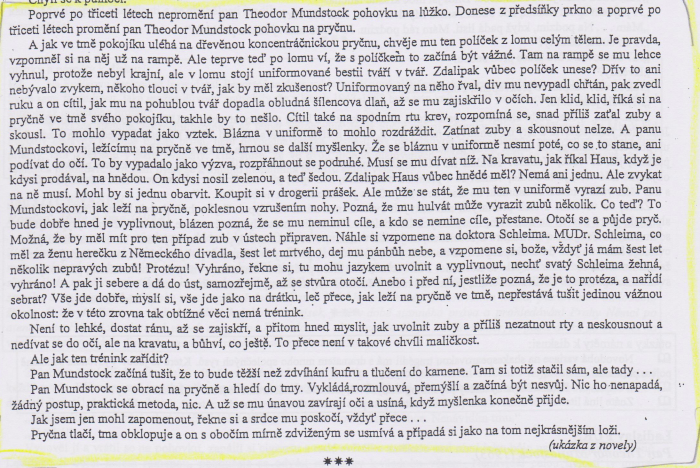 Poprvé po třiceti létech nepromění pan Theodor Mundstock pohovku na lůžko. Donese z předsíňky prkno a poprvé po
třiceti létech promění pan Theodor Mundstock pohovku na pryčnu.
A jak ve tmě pokojíku uléhá na dřevěnou koncentráčnickou pryčnu, chvěje mu ten políček z lomu celým tělem. Je pravda,
vzpomněl si na něj už na rampě. Ale teprve teď po lomu ví, že s políčkem to začíná být vážné. Tam na rampě se mu lehce
vyhnul, protože nebyl krajní, ale v lomu stojí uniformované bestii tváří v tvář. Zdalipak vůbec políček unese? Dřív to ani
nebývalo zvykem, někoho tlouci v tvář, jak by měl zkušenost? Uniformovaný na něho řval, div mu nevypadl chrtán, pak zvedl
ruku a on cítil, jak mu na pohublou tvář dopadla obludná šílencova dlaň, až se mu zajiskřilo v očích. Jen klid, klid, říká si na
pryčně ve tmě svého pokojíku, takhle by to nešlo. Cítil také na spodním rtu krev, rozpomíná se, snad příliš zaťal zuby a
skousl. To mohlo vypadat jako vztek. Blázna v uniformě to mohlo rozdráždit. Zatínat zuby a skousnout nelze. A panu
Mundstockovi, ležícímu na pryčně ve tmě, hrnou se další myšlenky. Že se bláznu v uniformě nesmí poté, co se to stane, ani
podívat do očí. To by vypadalo jako výzva, rozpřáhnout se podruhé. Musí se mu dívat níž. Na kravatu, jak říkal Haus, když je
kdysi prodával, na hnědou. On kdysi nosil zelenou, a teď šedou. Zdalipak Haus vůbec hnědé měl? Nemá ani jednu. Ale zvykat
na ně musí. Mohl by si jednu obarvit. Koupit si v drogerii prášek. Ale může se stát, že mu ten v uniformě vyrazí zub. Panu
Mundstockovi, jak leží na pryčně, poklesnou vzrušením nohy. Pozná, že mu hulvát může vyrazit zubů několik. Co teď? To
bude dobře hned je vyplivnout, blázen pozná, že se mu neminul cíle, a kdo se nemine cíle, přestane. Otočí se a půjde pryč.
Možná, že by měl mít pro ten případ zub v ústech připraven. Náhle si vzpomene na doktora Schleima. MUDr. Schleima, co
měl za ženu herečku z Německého divadla, šest let mrtvého, dej mu pánbůh nebe, a vzpomene si, bože, vždyť já mám šest let
několik nepravých zubů! Protézu! Vyhráno, řekne si, tu mohu jazykem uvolnit a vyplivnout, nechť svatý Schleima žehná,
vyhráno! A pak ji sebere a dá do úst, samozřejmě, až se stvůra otočí. Anebo i před ní, jestliže pozná, že je to protéza, a nařídí
sebrat? Vše jde dobře, myslí si, vše jde jako na drátku, leč přece, jak leží na pryčně ve tmě, nepřestává tušit jedinou vážnou
okolnost: že v této zrovna tak obtížné věci nemá trénink.
Není to lehké, dostat ránu, až se zajiskří, a přitom hned myslit, jak uvolnit zuby a příliš nezatnout rty a neskousnout a
nedívat se do očí, ale na kravatu, a bůhví, co ještě. To přece není v takové chvíli maličkost.
Ale jak ten trénink zařídit?
Pan Mundstock začíná tušit, že to bude těžší než zdvíhání kufru a tlučení do kamene. Tam si totiž stačil sám, ale tady . . .
Pan Mundstock se obrací na pryčně a hledí do tmy. Vykládá,rozmlouvá, přemýšlí a začíná být nesvůj. Nic ho nenapadá,
žádný postup, praktická metoda, nic. A už se mu únavou zavírají oči a usíná, když myšlenka konečně přijde.
Jak jsem jen mohl zapomenout, řekne si a srdce mu poskočí, vždyť přece . . .
Pryčna tlačí, tma obklopuje a on s obočím mírně zdviženým se usmívá a připadá si jako na tom nejkrásnějším loži.
(ukázka z novely)
***